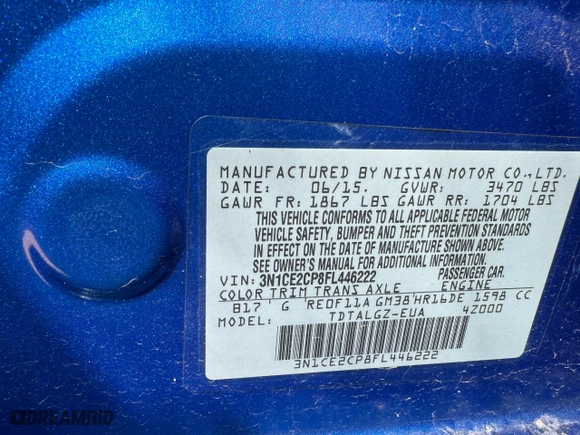 MANUFACTURED BY NISSAN MOTOR CO.,LTD.
DATE: 06/15. GVWR: 3470 LBS
GAWR FR: 1867 LBS GAWR RR: 1704 LBS
THIS VEHICLE CONFORMS TO ALL APPLICABLE FEDERAL MOTOR
VEHICLE SAFETY, BUMPER AND THEFT PREVENTION STANDARDS
IN EFFECT ON THE DATE OF MANUFACTURE SHOWN ABOVE.
SEE OWNER'S MANUAL FOR ADDITIONAL INFORMATION.
VIN: 3N1CE2CP8FL446222 PASSENGER CAR.
COLOR TRIM TRANS AXLE ENGINE
B17' G RE0F11A GM38'HR16DE 1598 CC
MODEL: TDTALGZ-EUA 4Z000
3N1CE2CP8FL446222
DREAMBID